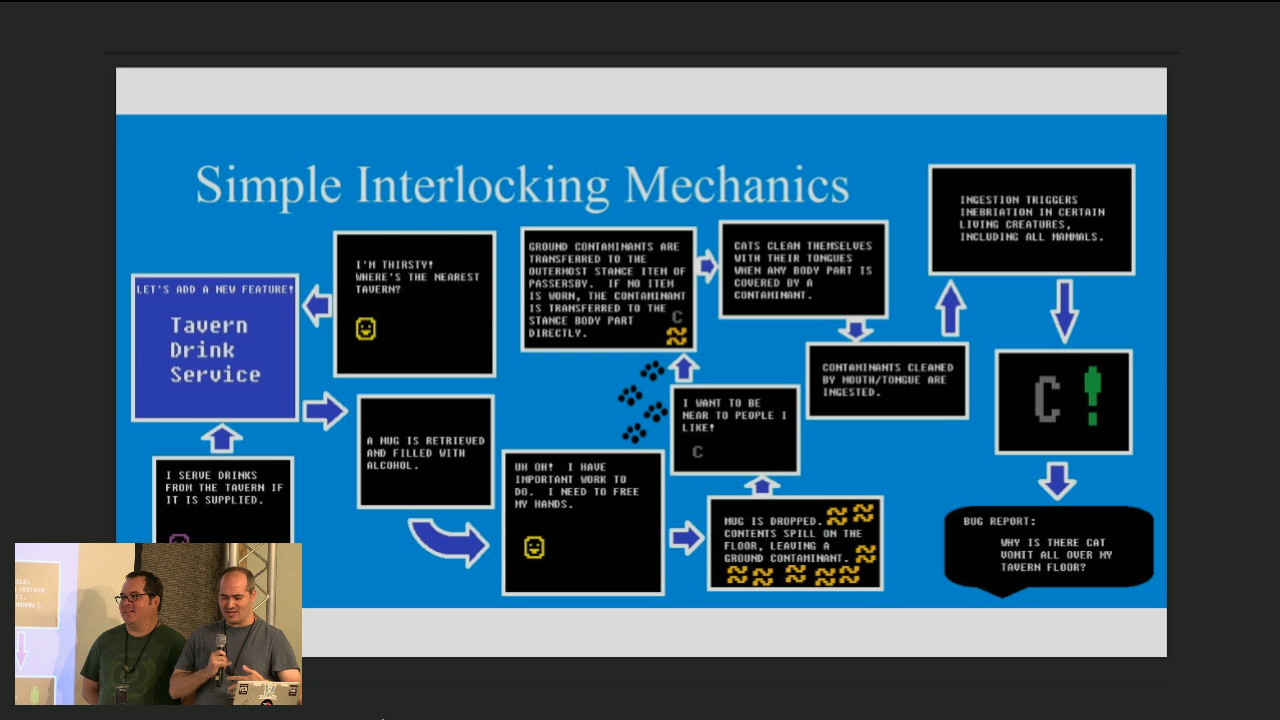 Simple Interlocking Mechanics
LET'S ADD A NEW FEATURE!
Tavern
Drink
Service
I'M THIRSTY!
WHERE'S THE NEAREST
TAVERN?
I SERVE DRINKS
FROM THE TAVERN IF
IT IS SUPPLIED.
A MUG IS RETRIEVED
AND FILLED WITH
ALCOHOL.
UH OH! I HAVE
IMPORTANT WORK TO
DO. I NEED TO FREE
MY HANDS.
MUG IS DROPPED.
CONTENTS SPILL ON THE
FLOOR, LEAVING A
GROUND CONTAMINANT.
I WANT TO BE
NEAR TO PEOPLE I
LIKE!
C
GROUND CONTAMINANTS ARE
TRANSFERRED TO THE
OUTERMOST STANCE ITEM OF
PASSERSBY. IF NO ITEM
IS WORN, THE CONTAMINANT
IS TRANSFERRED TO THE
STANCE BODY PART
DIRECTLY.
C
CATS CLEAN THEMSELVES
WITH THEIR TONGUES
WHEN ANY BODY PART IS
COVERED BY A
CONTAMINANT.
CONTAMINANTS CLEANED
BY MOUTH/TONGUE ARE
INGESTED.
INGESTION TRIGGERS
INEBRIATION IN CERTAIN
LIVING CREATURES,
INCLUDING ALL MAMMALS.
C !
BUG REPORT:
WHY IS THERE CAT
VOMIT ALL OVER MY
TAVERN FLOOR?